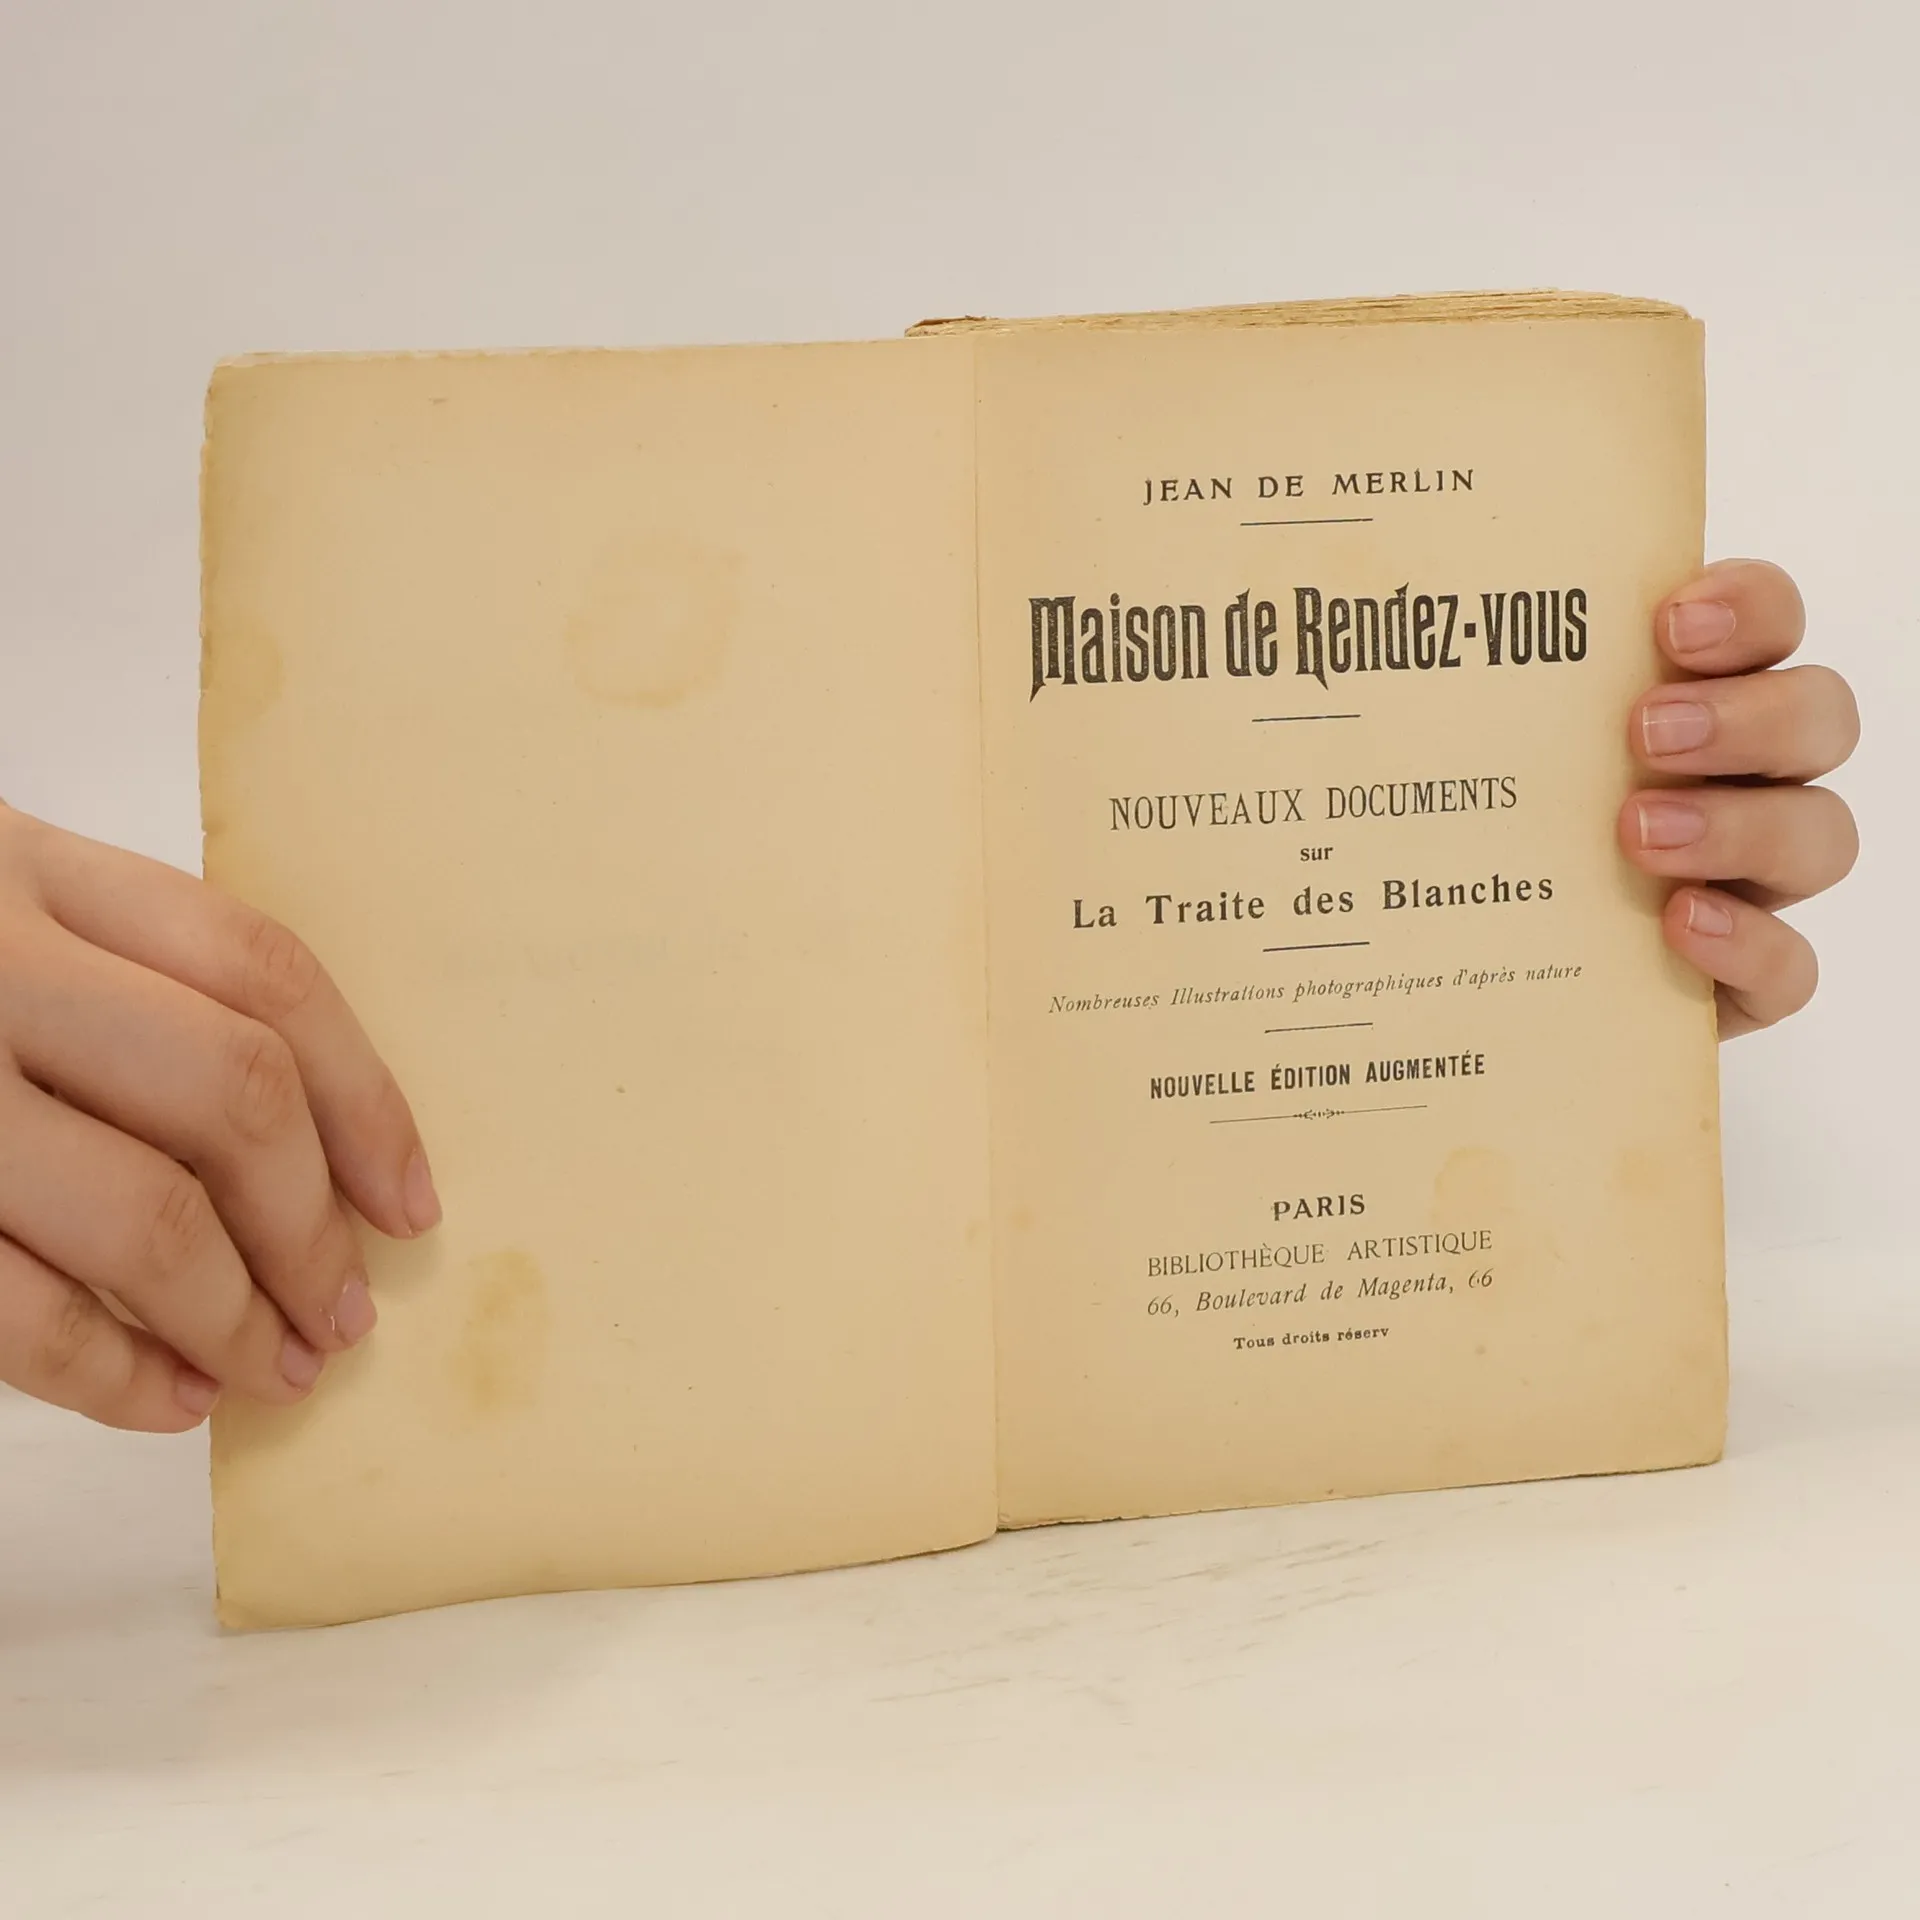 JEAN DE MERLIN
Maison de Rendez-vous
NOUVEAUX DOCUMENTS
sur
La Traite des Blanches
Nombreuses Illustrations photographiques d'après nature
NOUVELLE ÉDITION AUGMENTÉE
PARIS
BIBLIOTHÈQUE ARTISTIQUE
66, Boulevard de Magenta, 66
Tous droits réserv